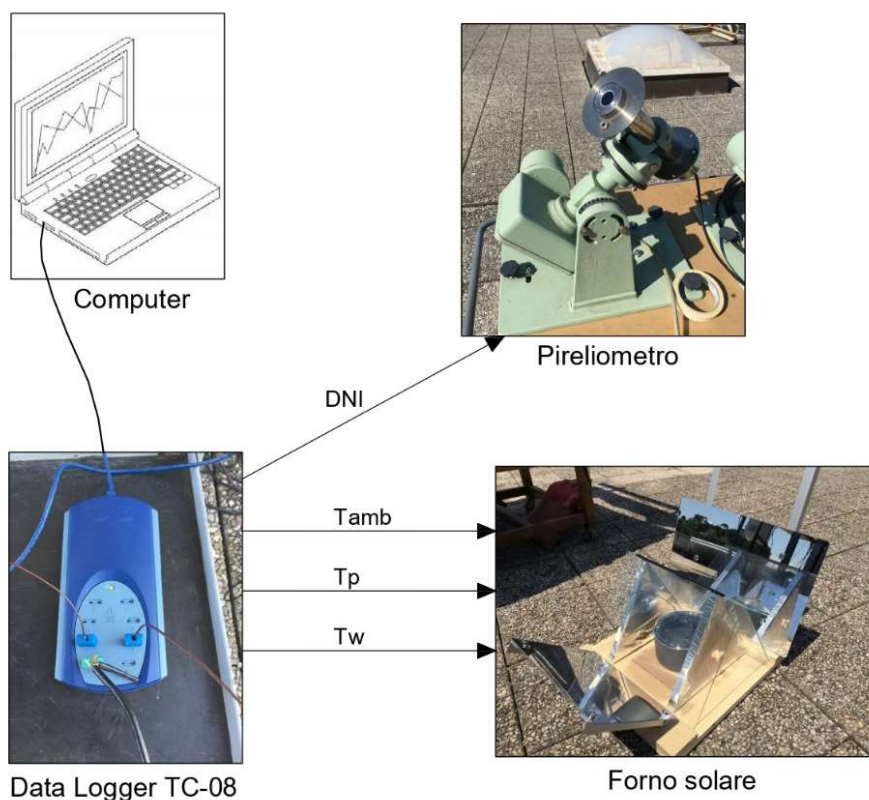 Computer
Pireliometro
DNI
Tamb
Tp
Tw
Data Logger TC-08
Forno solare